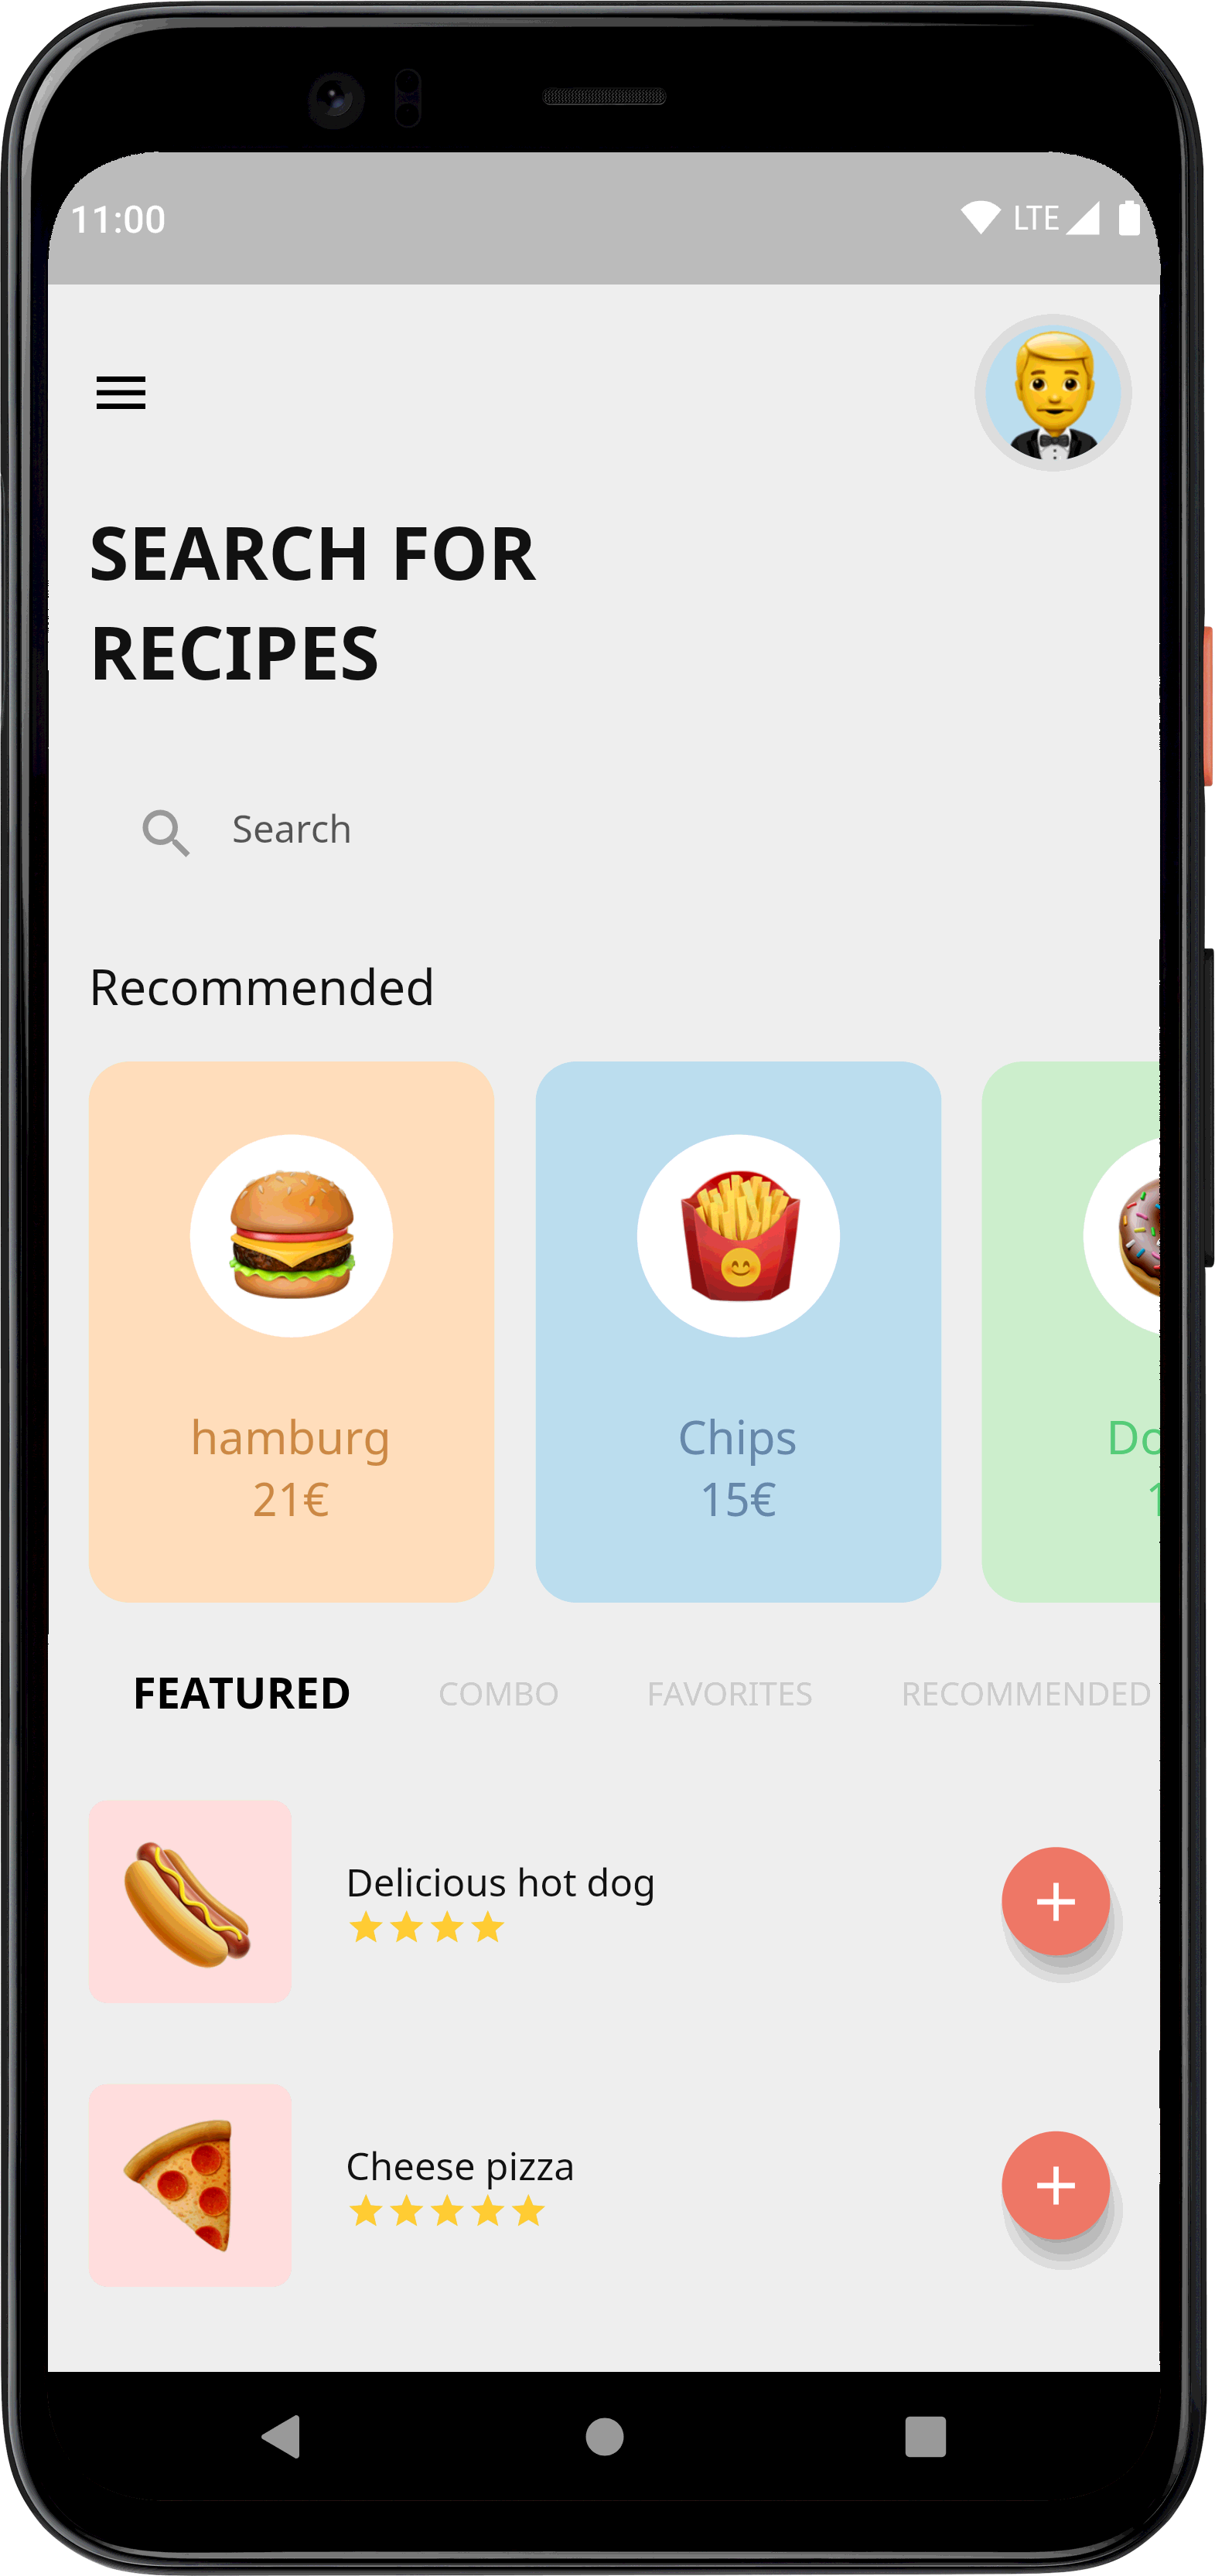 11:00 LTE
SEARCH FOR
RECIPES
Search
Recommended
hamburg
21€
Chips
15€
Do
1
FEATURED COMBO FAVORITES RECOMMENDED
Delicious hot dog
Cheese pizza